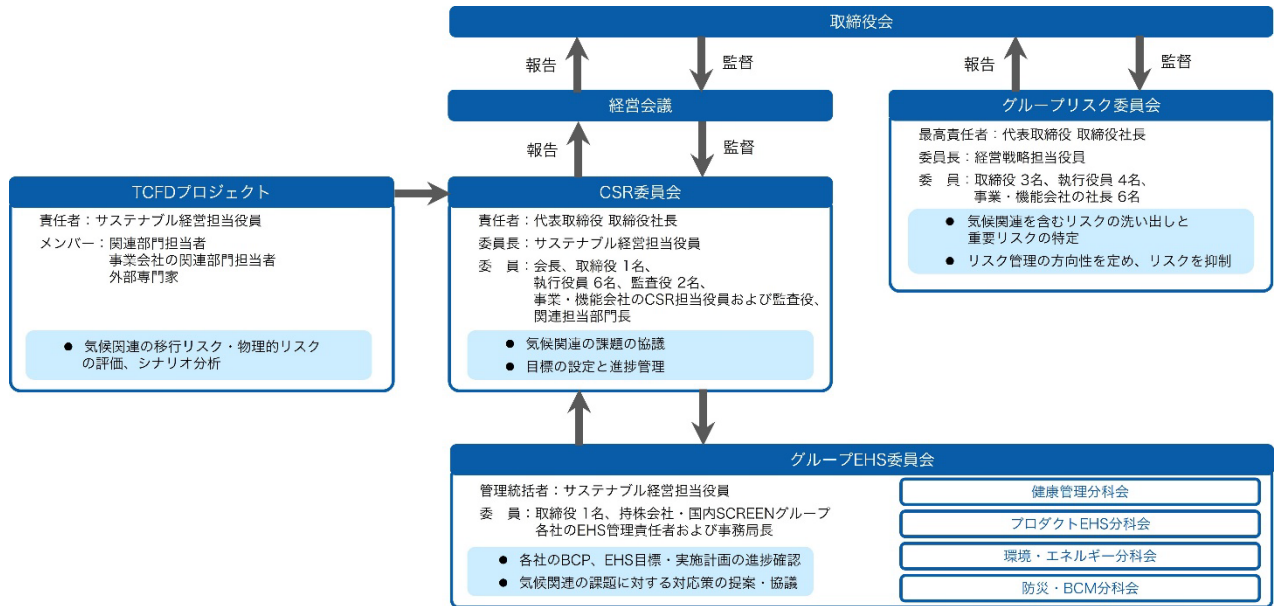 取締役会
報告
監督
報告
監督
経営会議
グループリスク委員会
最高責任者：代表取締役 取締役社長
委員長：経営戦略担当役員
委　員：取締役 3名、執行役員 4名、
事業・機能会社の社長 6名
● 気候関連を含むリスクの洗い出しと
重要リスクの特定
● リスク管理の方向性を定め、リスクを抑制
報告
監督
TCFDプロジェクト
責任者：サステナブル経営担当役員
メンバー：関連部門担当者
事業会社の関連部門担当者
外部専門家
● 気候関連の移行リスク・物理的リスク
の評価、シナリオ分析
CSR委員会
責任者：代表取締役 取締役社長
委員長：サステナブル経営担当役員
委　員：会長、取締役 1名、
執行役員 6名、監査役 2名、
事業・機能会社のCSR担当役員および監査役、
関連担当部門長
● 気候関連の課題の協議
● 目標の設定と進捗管理
グループEHS委員会
管理統括者：サステナブル経営担当役員
委　員：取締役 1名、持株会社・国内SCREENグループ
各社のEHS管理責任者および事務局長
● 各社のBCP、EHS目標・実施計画の進捗確認
● 気候関連の課題に対する対応策の提案・協議
健康管理分科会
プロダクトEHS分科会
環境・エネルギー分科会
防災・BCM分科会